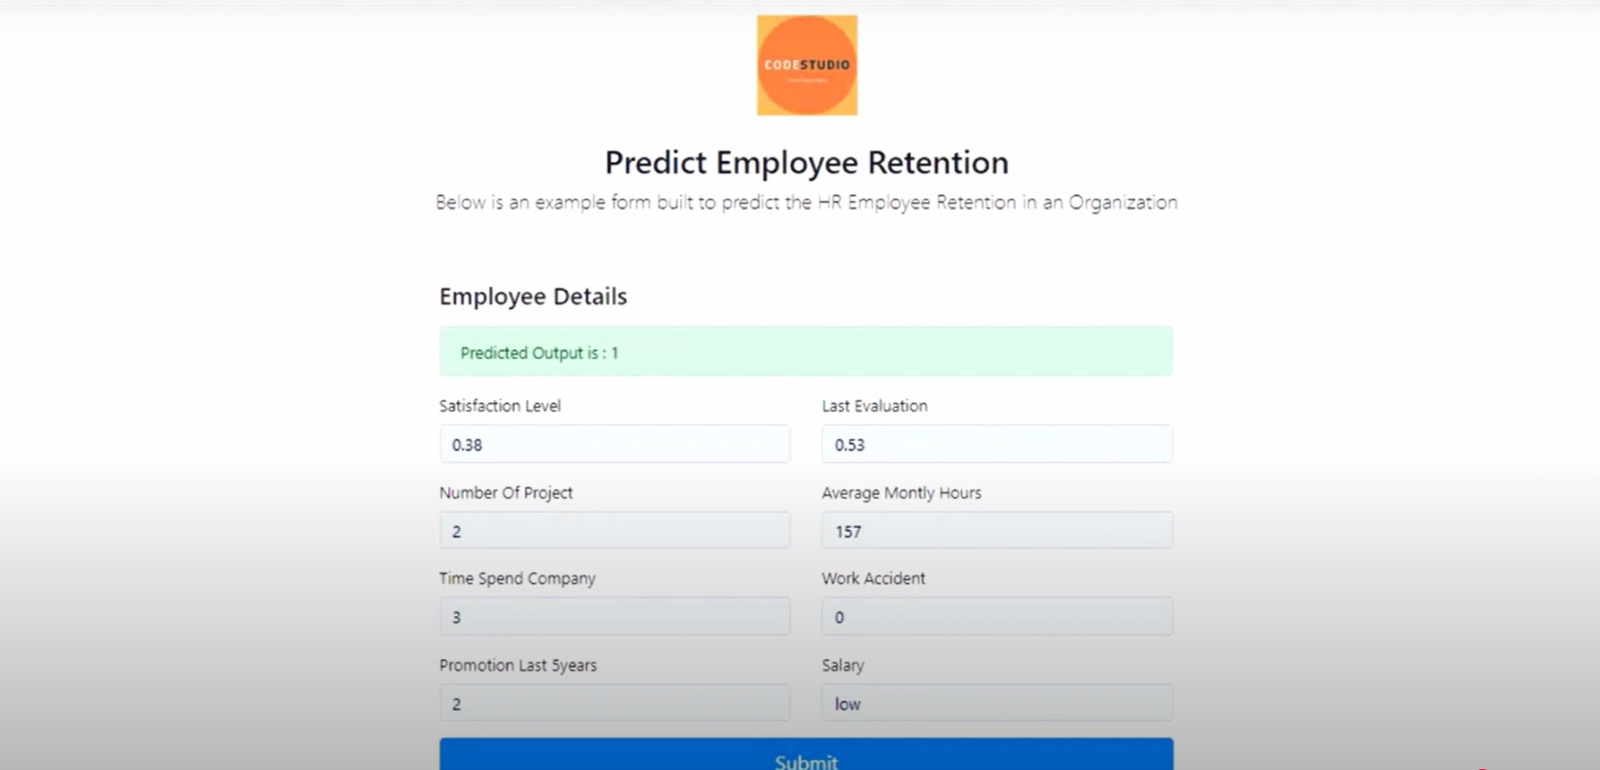 CODESTUDIO
Predict Employee Retention
Below is an example form built to predict the HR Employee Retention in an Organization
Employee Details
Predicted Output is : 1
Satisfaction Level
Last Evaluation
0.38
0.53
Number Of Project
Average Montly Hours
2
157
Time Spend Company
Work Accident
3
0
Promotion Last 5years
Salary
2
low
Submit